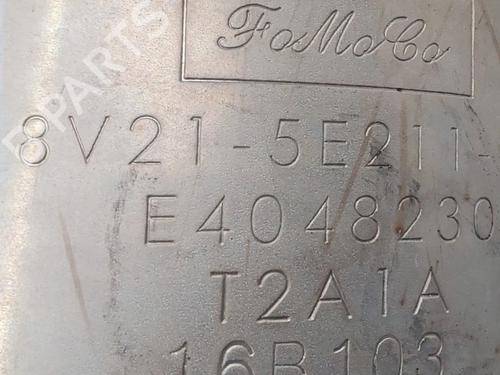 FoMoCo
8V21-5E211-
E4048230
T2A1A
16B103